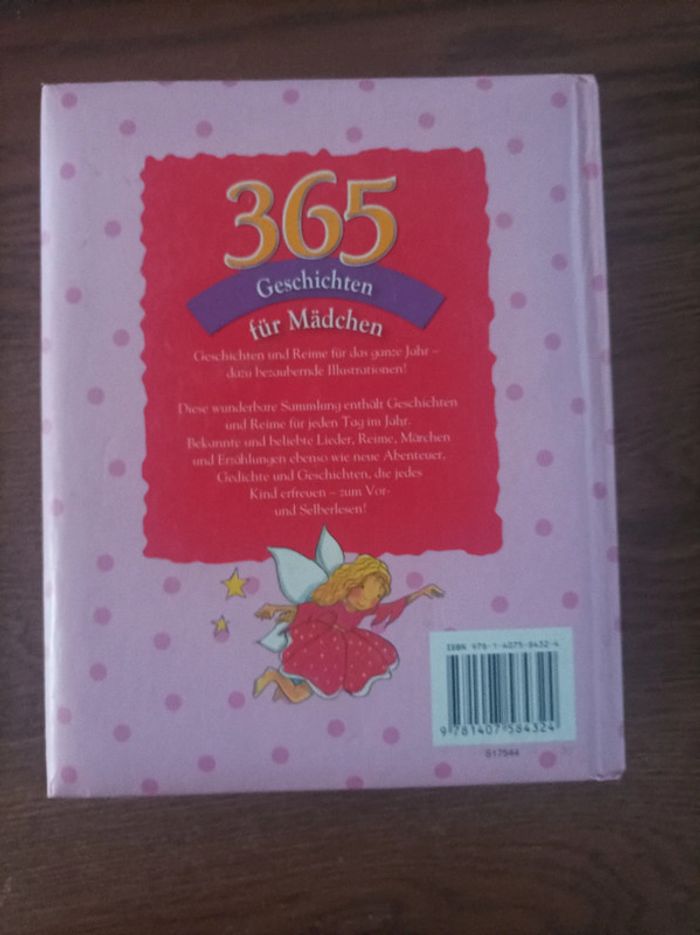 365
Geschichten
für Mädchen
Geschichten und Reime für das ganze Jahr –
dazu bezaubernde Illustrationen!
Diese wunderbare Sammlung enthält Geschichten
und Reime für jeden Tag im Jahr.
Bekannte und beliebte Lieder, Reime, Märchen
und Erzählungen ebenso wie neue Abenteuer,
Gedichte und Geschichten, die jedes
Kind erfreuen – zum Vor-
und Selberlesen!
ISBN 978-1-4075-8432-4
9 781407 584324
517544